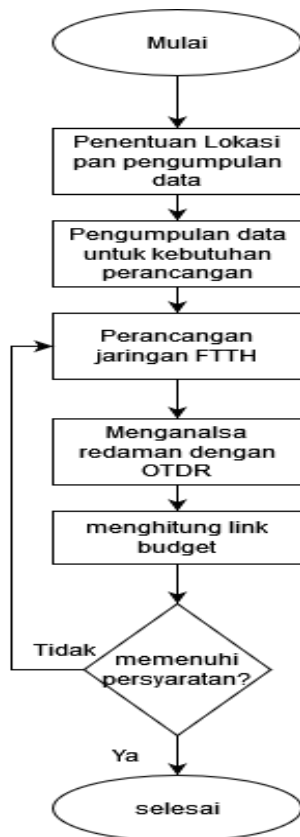 Mulai
Penentuan Lokasi
pan pengumpulan
data
Pengumpulan data
untuk kebutuhan
perancangan
Perancangan
jaringan FTTH
Menganalsa
redaman dengan
OTDR
menghitung link
budget
Tidak
memenuhi
persyaratan?
Ya
selesai